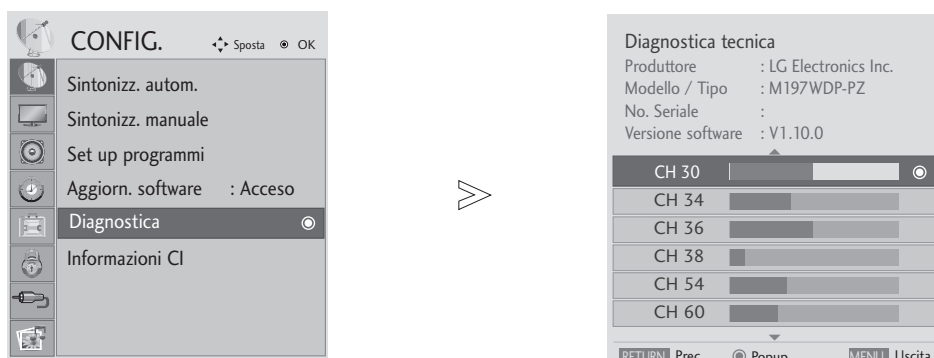 CONFIG.
Sposta OK
Sintonizz. autom.
Sintonizz. manuale
Set up programmi
Aggiorn. software : Acceso
Diagnostica
Informazioni CI
Diagnostica tecnica
Produttore : LG Electronics Inc.
Modello / Tipo : M197WDP-PZ
No. Seriale :
Versione software : V1.10.0
CH 30
CH 34
CH 36
CH 38
CH 54
CH 60
RETURN Prec. Popup MENU Uscita